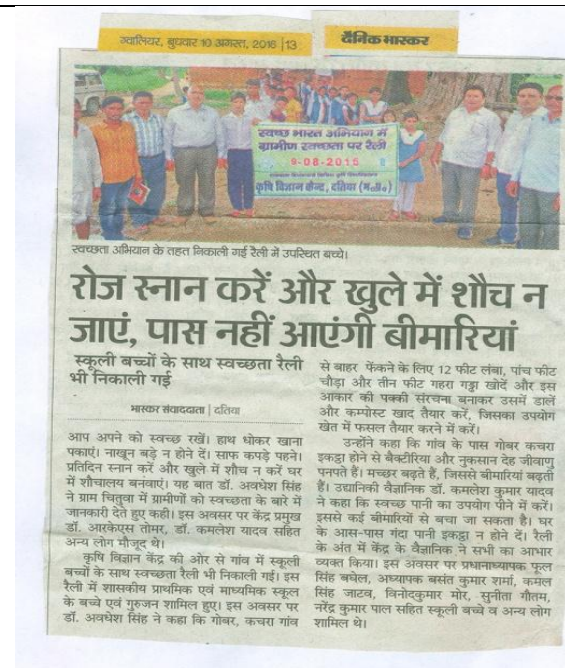 ग्वालियर, बुधवार 10 अगस्त, 2016 | 13
दैनिक भास्कर
स्वच्छ भारत अभियान में
ग्रामीण स्वच्छता पर रैली
9-08-2016
कृषि विज्ञान केन्द्र, दतिया (म०प्र०)
स्वच्छता अभियान के तहत निकाली गई रैली में उपस्थित बच्चे।
रोज स्नान करें और खुले में शौच न
जाएं, पास नहीं आएंगी बीमारियां
स्कूली बच्चों के साथ स्वच्छता रैली
भी निकाली गई
भास्कर संवाददाता | दतिया
आप अपने को स्वच्छ रखें। हाथ धोकर खाना
पकाएं। नाखून बड़े न होने दें। साफ कपड़े पहने।
प्रतिदिन स्नान करें और खुले में शौच न करें घर
में शौचालय बनवाएं। यह बात डॉ. अवधेश सिंह
ने ग्राम चितुवा में ग्रामीणों को स्वच्छता के बारे में
जानकारी देते हुए कही। इस अवसर पर केंद्र प्रमुख
डॉ. आरकेएस तोमर, डॉ. कमलेश यादव सहित
अन्य लोग मौजूद थे।
कृषि विज्ञान केंद्र की ओर से गांव में स्कूली
बच्चों के साथ स्वच्छता रैली भी निकाली गई। इस
रैली में शासकीय प्राथमिक एवं माध्यमिक स्कूल
के बच्चे एवं गुरुजन शामिल हुए। इस अवसर पर
डॉ. अवधेश सिंह ने कहा कि गोबर, कचरा गांव
से बाहर फेंकने के लिए 12 फीट लंबा, पांच फीट
चौड़ा और तीन फीट गहरा गड्ढा खोदें और इस
आकार की पक्की संरचना बनाकर उसमें डालें
और कम्पोस्ट खाद तैयार करें, जिसका उपयोग
खेत में फसल तैयार करने में करें।
उन्होंने कहा कि गांव के पास गोबर कचरा
इकट्ठा होने से बैक्टीरिया और नुकसान देह जीवाणु
पनपते हैं। मच्छर बढ़ते हैं, जिससे बीमारियां बढ़ती
हैं। उद्यानिकी वैज्ञानिक डॉ. कमलेश कुमार यादव
ने कहा कि स्वच्छ पानी का उपयोग पीने में करें।
इससे कई बीमारियों से बचा जा सकता है। घर
के आस-पास गंदा पानी इकट्ठा न होने दें। रैली
के अंत में केंद्र के वैज्ञानिक ने सभी का आभार
व्यक्त किया। इस अवसर पर प्रधानाध्यापक फूल
सिंह बघेल, अध्यापक बसंत कुमार शर्मा, कमल
सिंह जाटव, विनोदकुमार मोर, सुनीता गौतम,
नरेंद्र कुमार पाल सहित स्कूली बच्चे व अन्य लोग
शामिल थे।